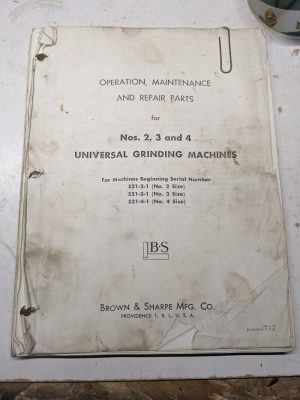 OPERATION, MAINTENANCE
AND REPAIR PARTS
for
Nos. 2, 3 and 4
UNIVERSAL GRINDING MACHINES
For Machines Beginning Serial Number
521-2-1 (No. 2 Size)
521-3-1 (No. 3 Size)
521-4-1 (No. 4 Size)
B·S
BROWN & SHARPE MFG. CO.
PROVIDENCE 1, R. I., U. S. A.
Printed in U. S. A.